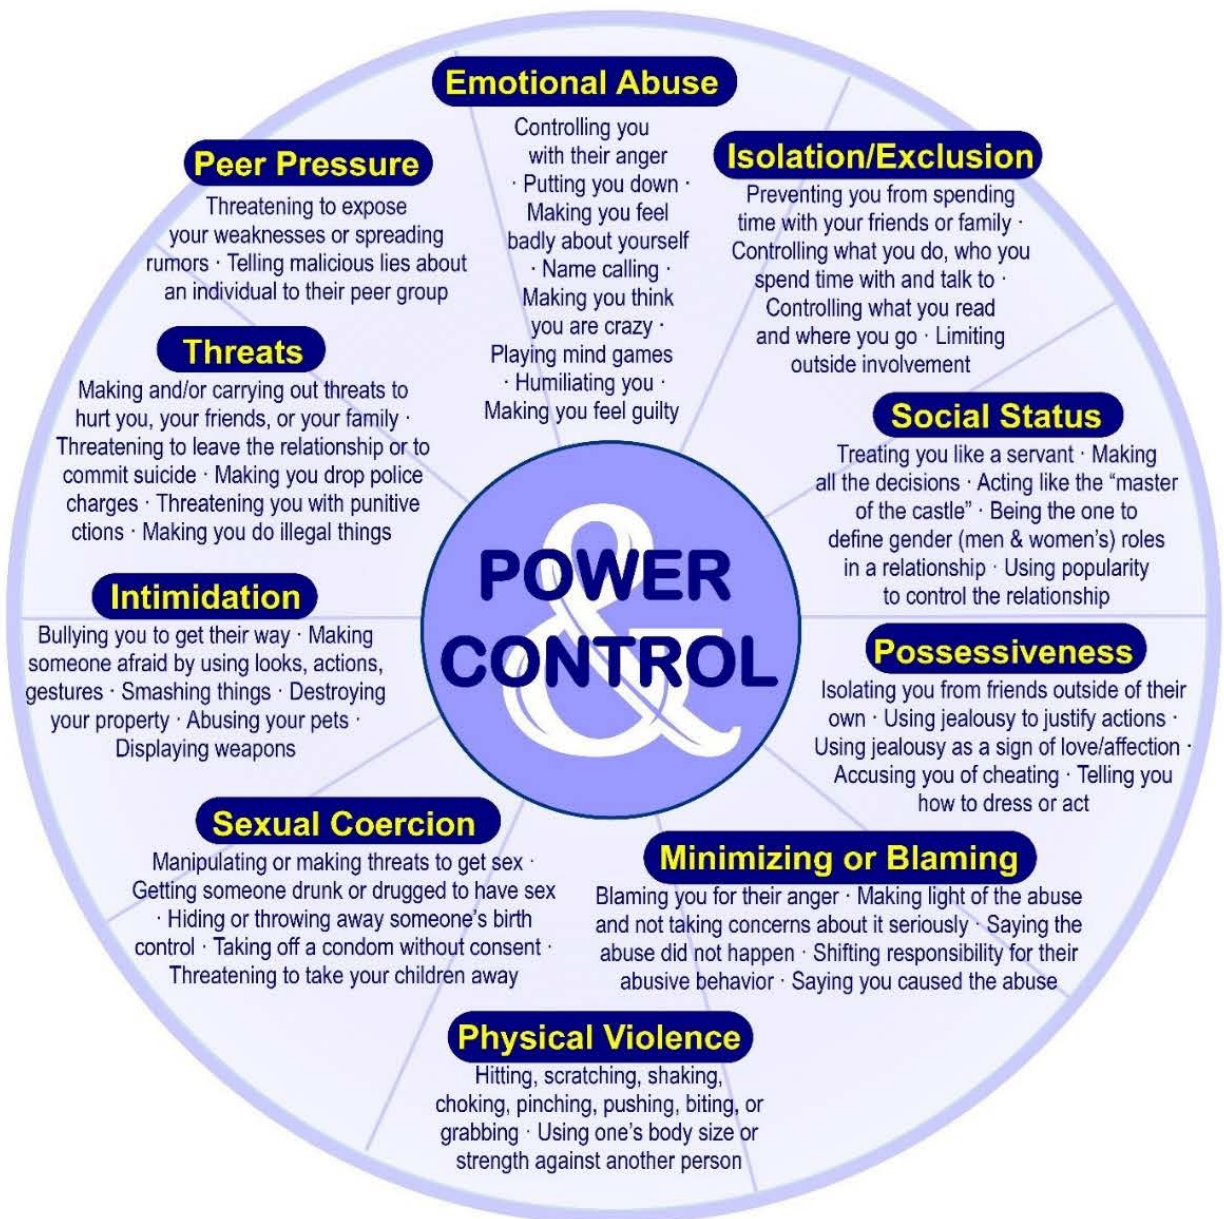 Emotional Abuse
Controlling you
with their anger
· Putting you down ·
Making you feel
badly about yourself
· Name calling ·
Making you think
you are crazy ·
Playing mind games
· Humiliating you ·
Making you feel guilty
Isolation/Exclusion
Preventing you from spending
time with your friends or family ·
Controlling what you do, who you
spend time with and talk to ·
Controlling what you read
and where you go · Limiting
outside involvement
Social Status
Treating you like a servant · Making
all the decisions · Acting like the “master
of the castle” · Being the one to
define gender (men & women’s) roles
in a relationship · Using popularity
to control the relationship
Possessiveness
Isolating you from friends outside of their
own · Using jealousy to justify actions ·
Using jealousy as a sign of love/affection ·
Accusing you of cheating · Telling you
how to dress or act
Minimizing or Blaming
Blaming you for their anger · Making light of the abuse
and not taking concerns about it seriously · Saying the
abuse did not happen · Shifting responsibility for their
abusive behavior · Saying you caused the abuse
Physical Violence
Hitting, scratching, shaking,
choking, pinching, pushing, biting, or
grabbing · Using one’s body size or
strength against another person
Sexual Coercion
Manipulating or making threats to get sex ·
Getting someone drunk or drugged to have sex
· Hiding or throwing away someone’s birth
control · Taking off a condom without consent ·
Threatening to take your children away
Intimidation
Bullying you to get their way · Making
someone afraid by using looks, actions,
gestures · Smashing things · Destroying
your property · Abusing your pets ·
Displaying weapons
Threats
Making and/or carrying out threats to
hurt you, your friends, or your family ·
Threatening to leave the relationship or to
commit suicide · Making you drop police
charges · Threatening you with punitive
ctions · Making you do illegal things
Peer Pressure
Threatening to expose
your weaknesses or spreading
rumors · Telling malicious lies about
an individual to their peer group
POWER
&
CONTROL